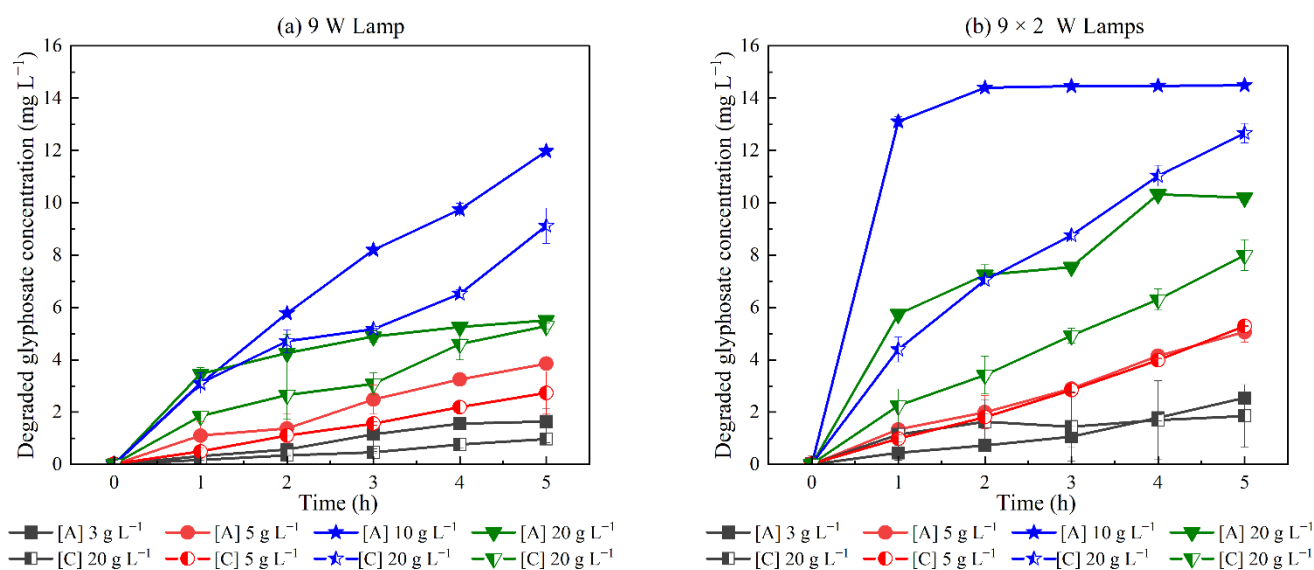 (a) 9 W Lamp
16
14
12
10
8
6
4
2
0
Degraded glyphosate concentration (mg L⁻¹)
0 1 2 3 4 5
Time (h)
[A] 3 g L⁻¹ [A] 5 g L⁻¹ [A] 10 g L⁻¹ [A] 20 g L⁻¹
[C] 20 g L⁻¹ [C] 5 g L⁻¹ [C] 20 g L⁻¹ [C] 20 g L⁻¹
(b) 9 × 2 W Lamps
16
14
12
10
8
6
4
2
0
Degraded glyphosate concentration (mg L⁻¹)
0 1 2 3 4 5
Time (h)
[A] 3 g L⁻¹ [A] 5 g L⁻¹ [A] 10 g L⁻¹ [A] 20 g L⁻¹
[C] 20 g L⁻¹ [C] 5 g L⁻¹ [C] 20 g L⁻¹ [C] 20 g L⁻¹